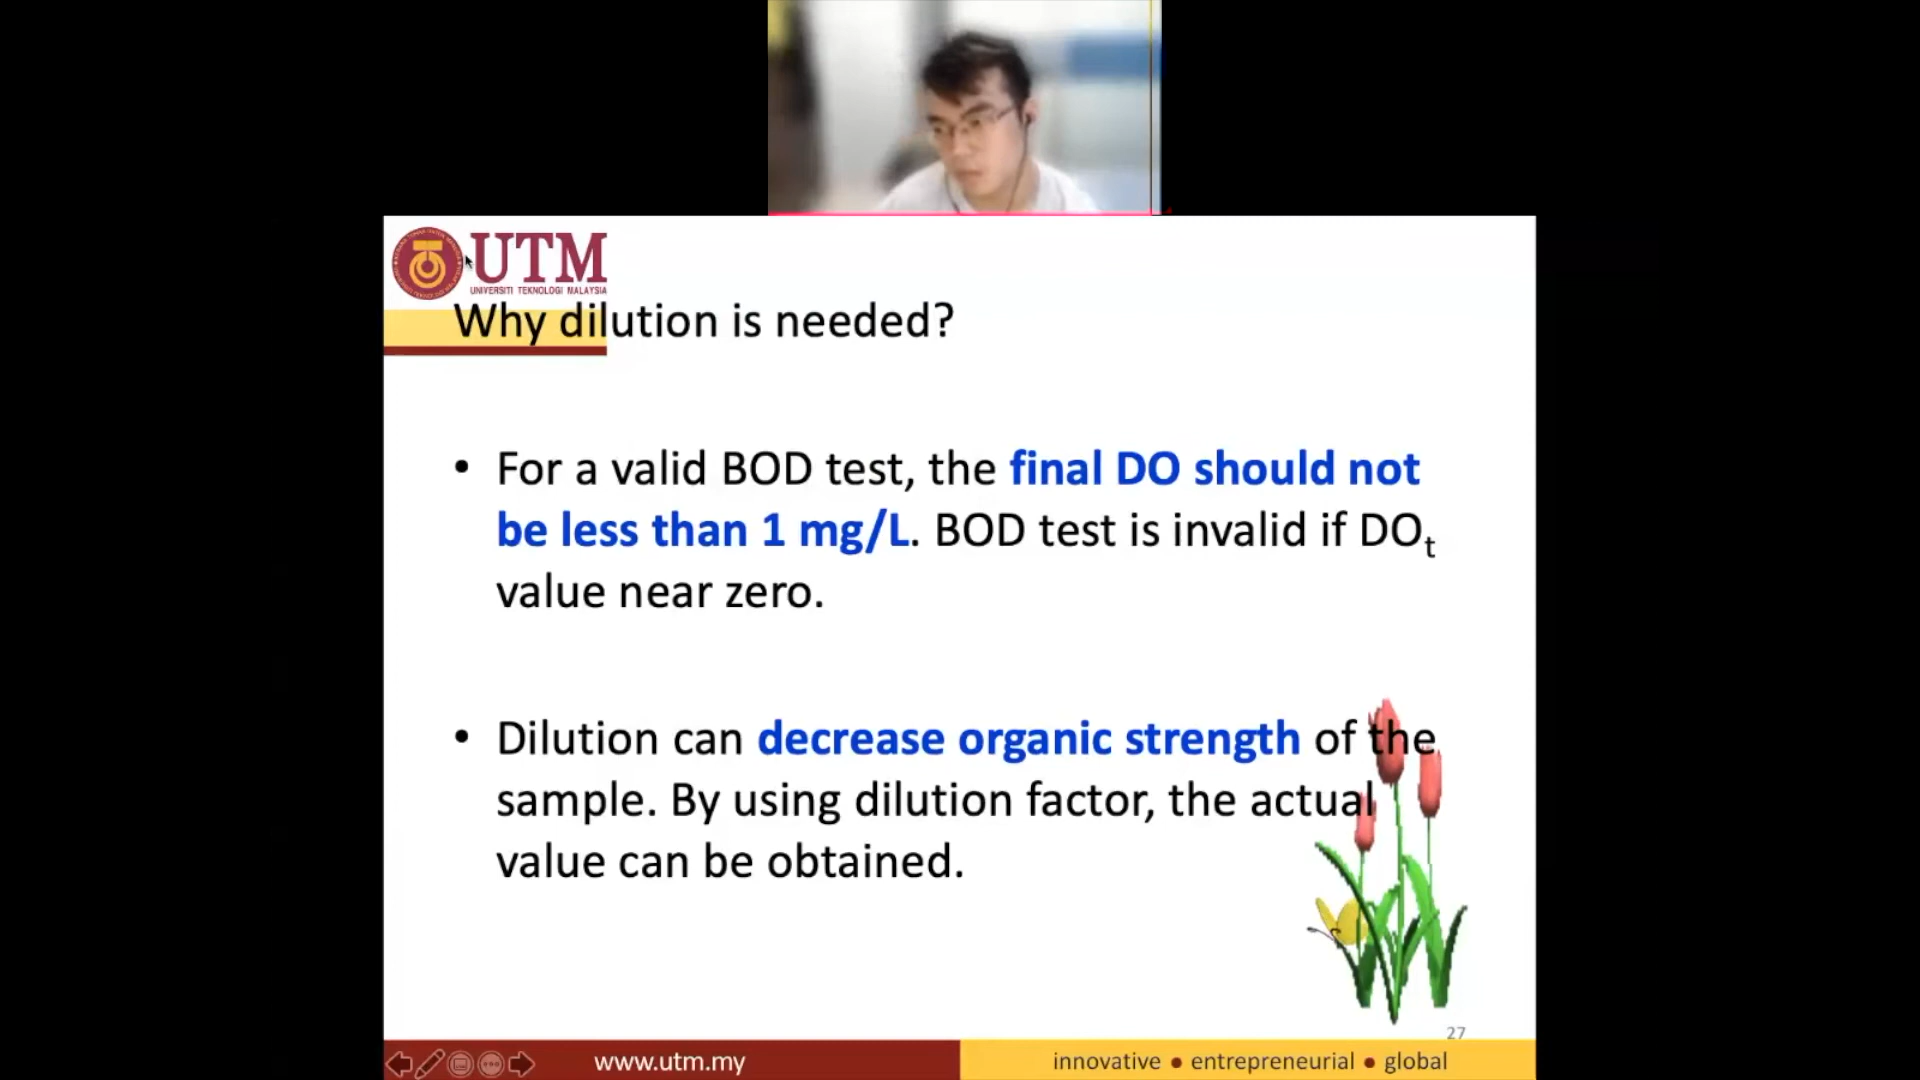 UTM
UNIVERSITI TEKNOLOGI MALAYSIA
Why dilution is needed?
• For a valid BOD test, the final DO should not
be less than 1 mg/L. BOD test is invalid if DOt
value near zero.
• Dilution can decrease organic strength of the
sample. By using dilution factor, the actual
value can be obtained.
27
www.utm.my
innovative • entrepreneurial • global